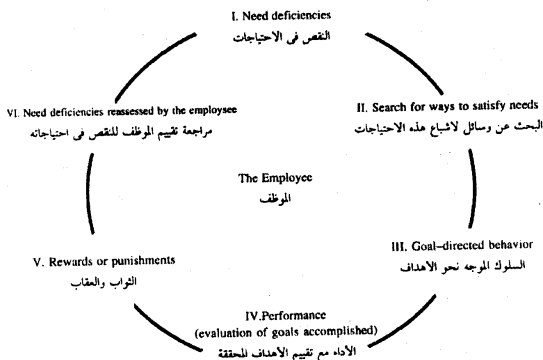 I. Need deficiencies
النقص فى الاحتياجات
II. Search for ways to satisfy needs
البحث عن وسائل لاشباع هذه الاحتياجات
III. Goal–directed behavior
السلوك الموجه نحو الأهداف
IV.Performance
(evaluation of goals accomplished)
الأداء مع تقييم الأهداف المحققة
V. Rewards or punishments
الثواب والعقاب
VI. Need deficiencies reassessed by the employsee
مراجعة تقييم الموظف للنقص فى احتياجاته
The Employee
الموظف